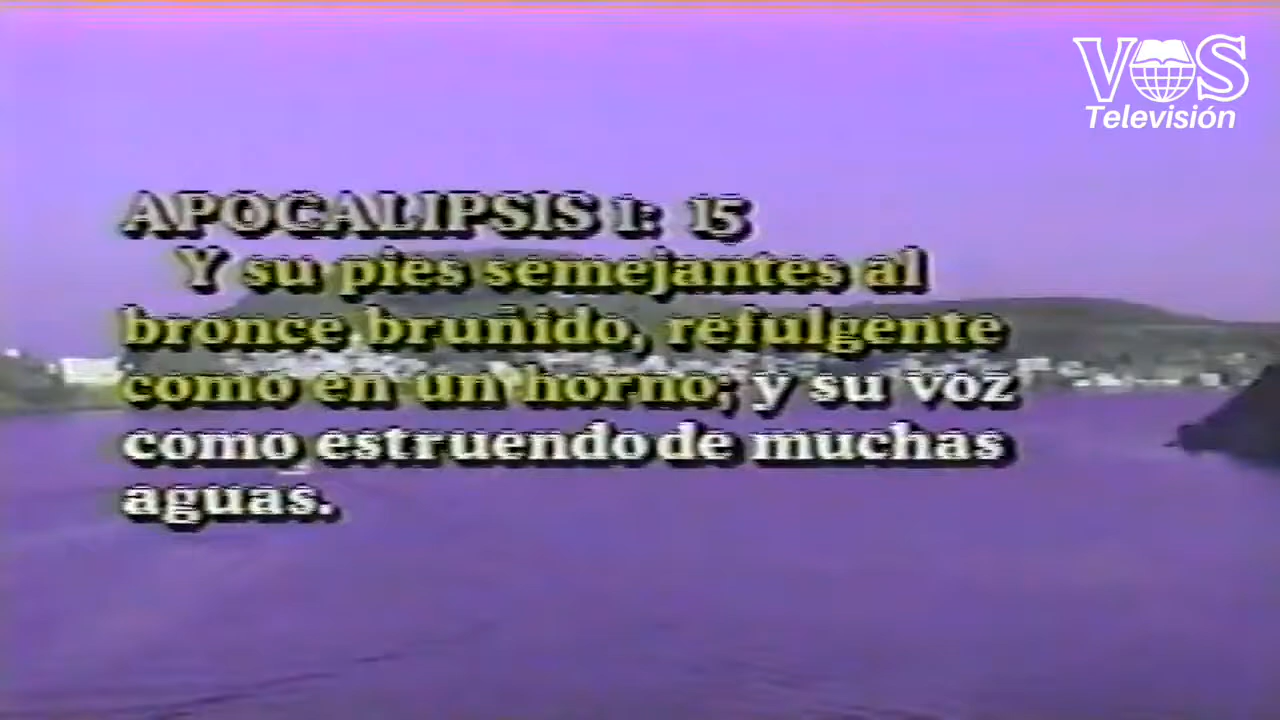 VOS
Televisión
APOCALIPSIS 1: 15
Y su pies semejantes al
bronce bruñido, refulgente
como en un horno; y su voz
como estruendo de muchas
aguas.